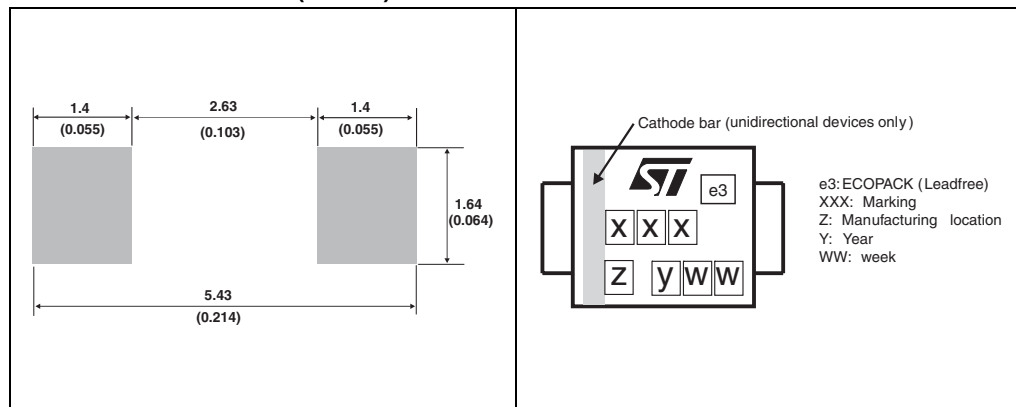 1.4
(0.055)
2.63
(0.103)
1.4
(0.055)
1.64
(0.064)
5.43
(0.214)
Cathode bar (unidirectional devices only)
ST
e3
x x x
z y w w
e3: ECOPACK (Leadfree)
XXX: Marking
Z: Manufacturing location
Y: Year
WW: week